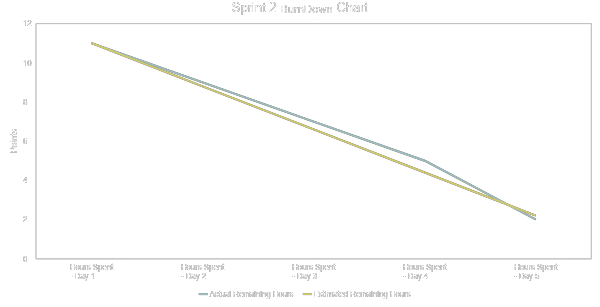 Sprint 2 BurnDown Chart
12
10
8
6
4
2
0
Points
Hours Spent - Day 1
Hours Spent - Day 2
Hours Spent - Day 3
Hours Spent - Day 4
Hours Spent - Day 5
Actual Remaining Hours
Estimated Remaining Hours